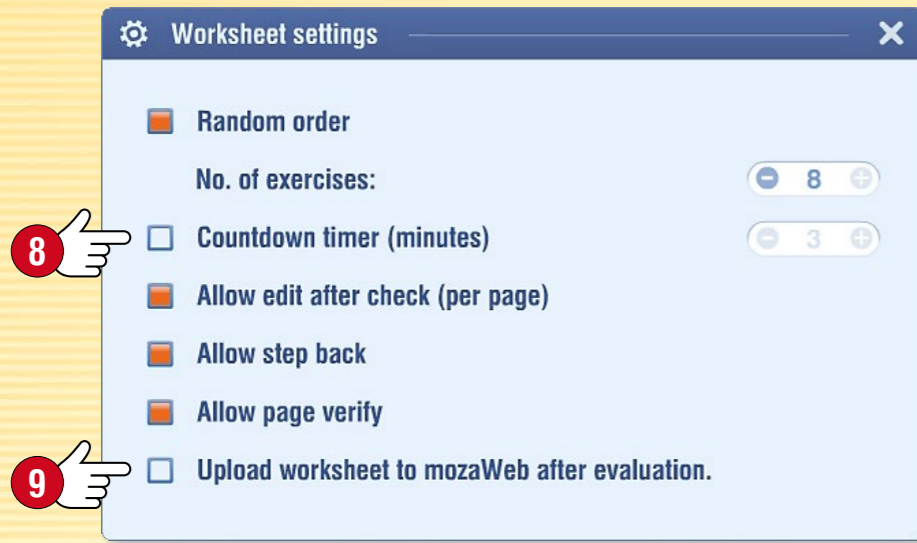 Worksheet settings
Random order
No. of exercises: 8
8 Countdown timer (minutes) 3
Allow edit after check (per page)
Allow step back
Allow page verify
9 Upload worksheet to mozaWeb after evaluation.